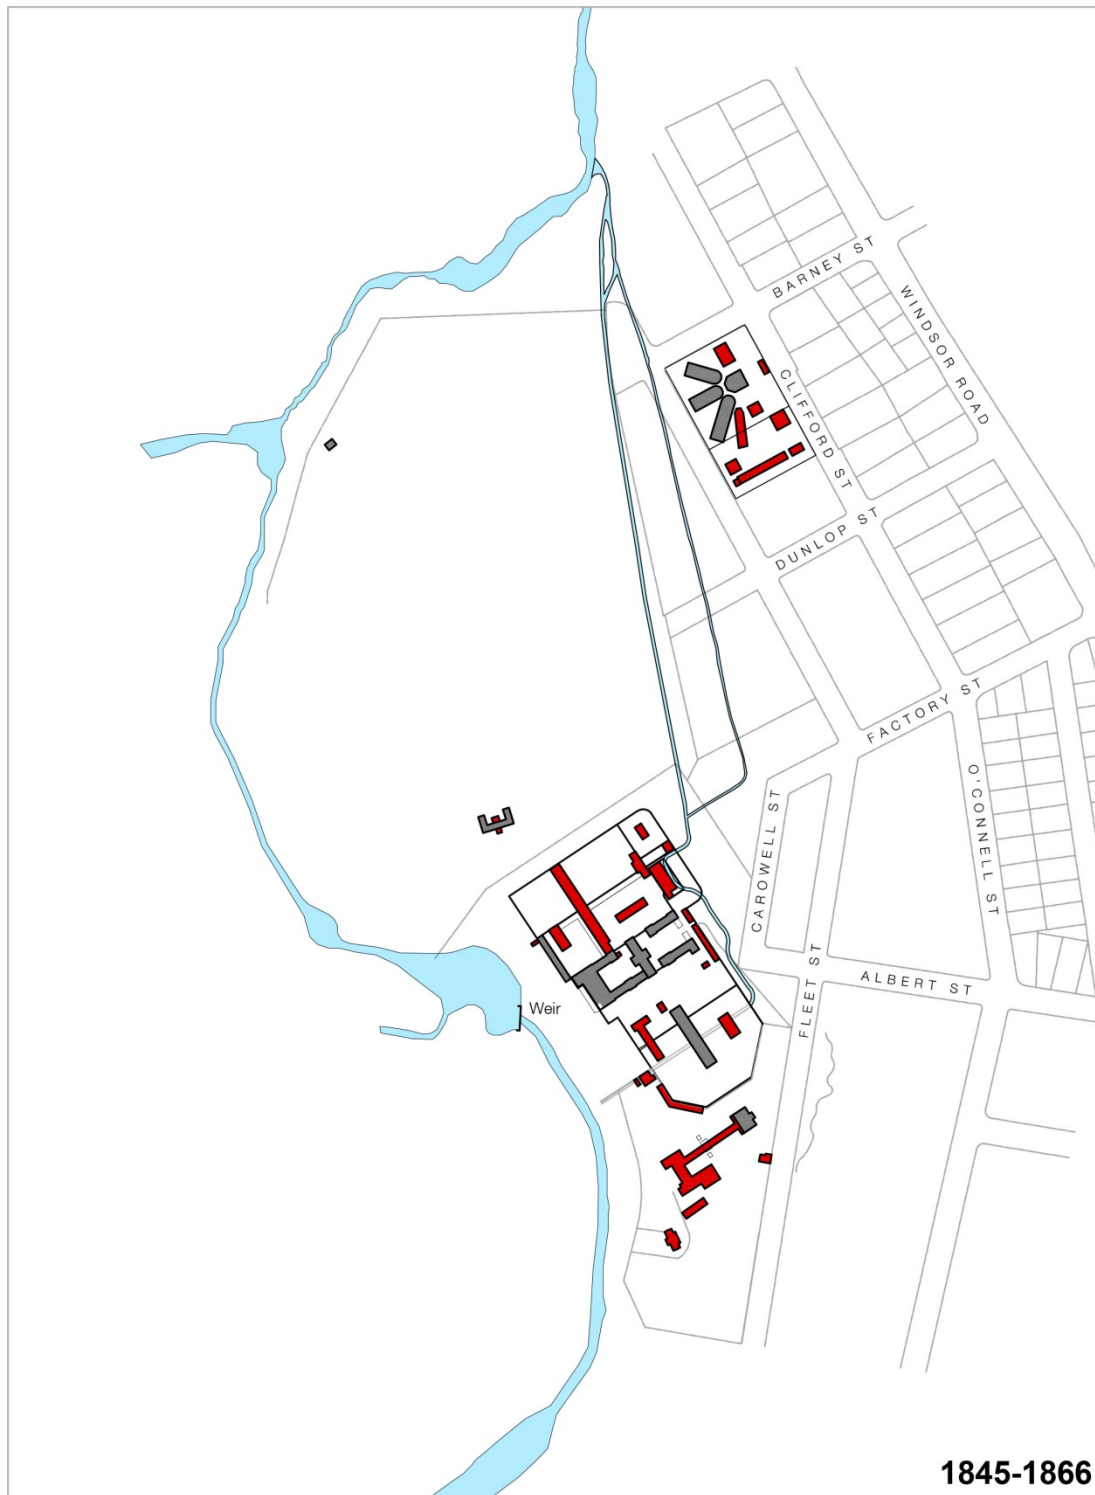 BARNEY ST
WINDSOR ROAD
CLIFFORD ST
DUNLOP ST
FACTORY ST
O'CONNELL ST
CAROWELL ST
ALBERT ST
FLEET ST
Weir
1845-1866